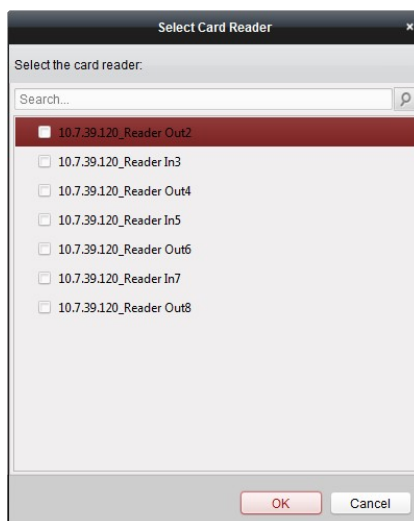 Select Card Reader ×
Select the card reader:
Search...
10.7.39.120_Reader Out2
10.7.39.120_Reader In3
10.7.39.120_Reader Out4
10.7.39.120_Reader In5
10.7.39.120_Reader Out6
10.7.39.120_Reader In7
10.7.39.120_Reader Out8
OK Cancel